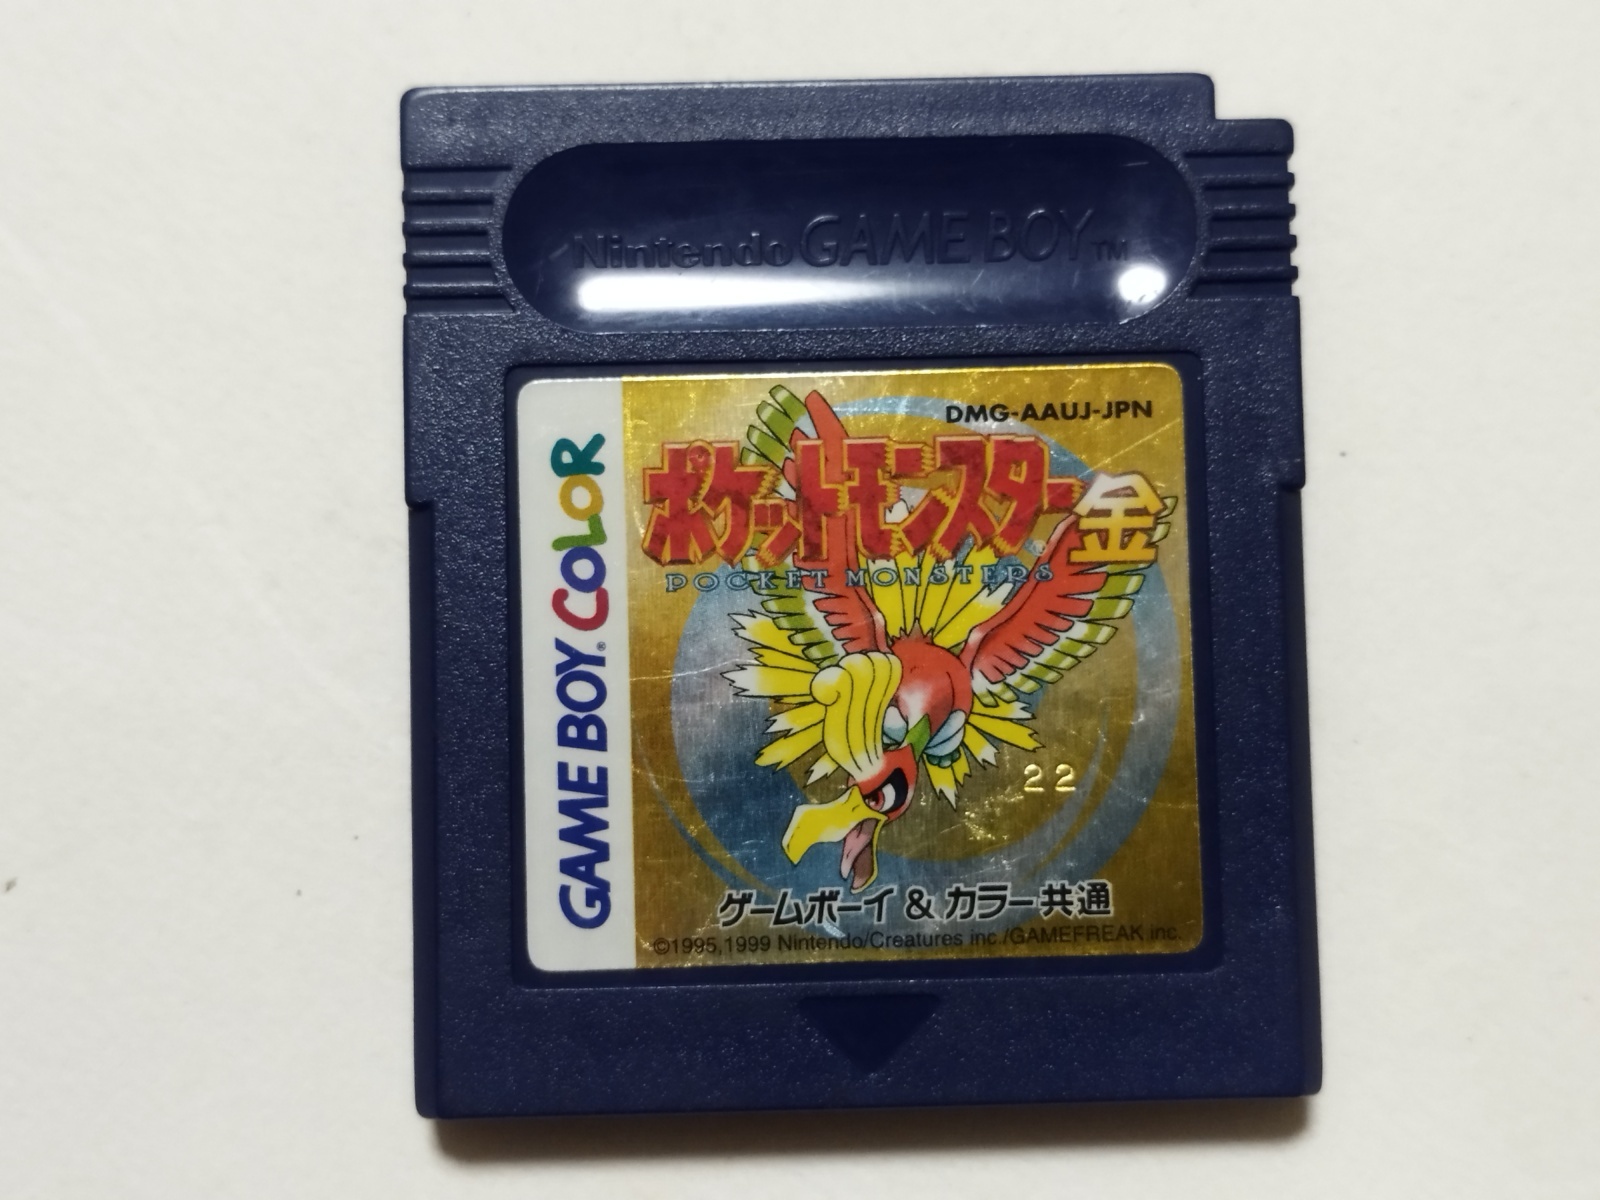 Nintendo GAME BOY™
GAME BOY® COLOR
DMG-AAUJ-JPN
ポケットモンスター金
POCKET MONSTERS
22
ゲームボーイ & カラー共通
©1995,1999 Nintendo/Creatures inc./GAMEFREAK inc.